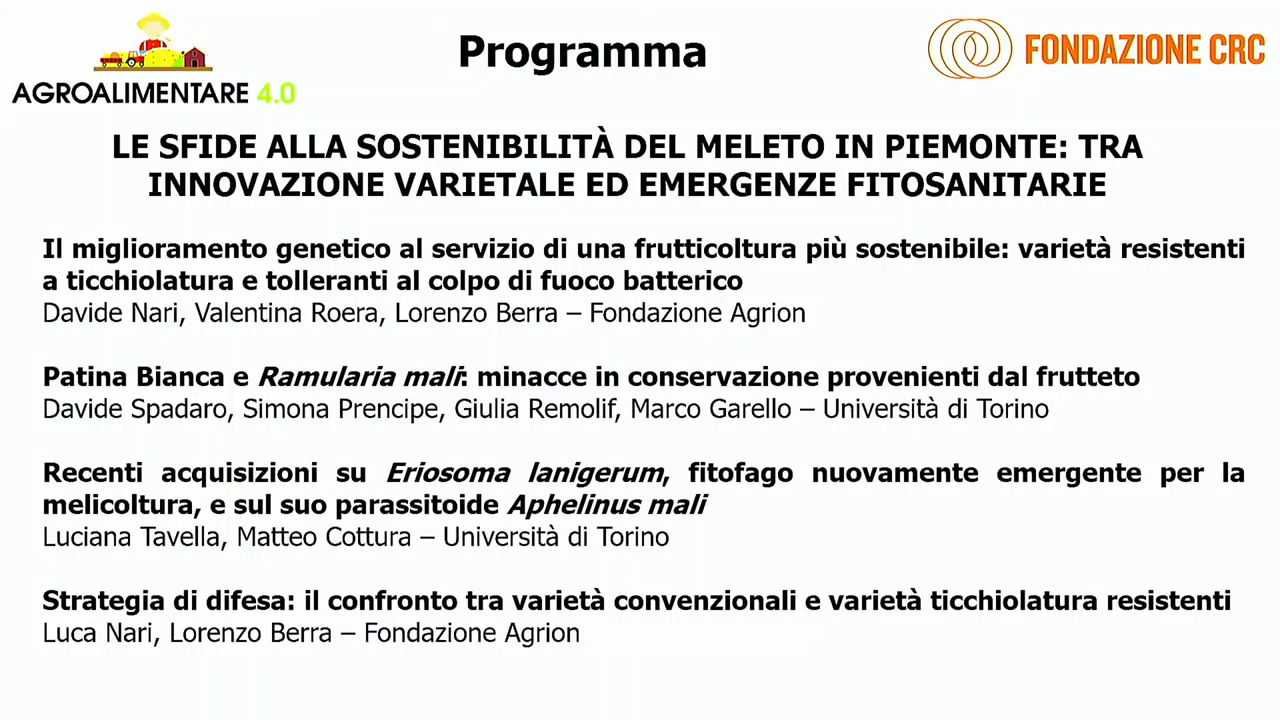 Programma
AGROALIMENTARE 4.0
FONDAZIONE CRC
LE SFIDE ALLA SOSTENIBILITÀ DEL MELETO IN PIEMONTE: TRA
INNOVAZIONE VARIETALE ED EMERGENZE FITOSANITARIE
Il miglioramento genetico al servizio di una frutticoltura più sostenibile: varietà resistenti
a ticchiolatura e tolleranti al colpo di fuoco batterico
Davide Nari, Valentina Roera, Lorenzo Berra – Fondazione Agrion
Patina Bianca e Ramularia mali: minacce in conservazione provenienti dal frutteto
Davide Spadaro, Simona Prencipe, Giulia Remolif, Marco Garello – Università di Torino
Recenti acquisizioni su Eriosoma lanigerum, fitofago nuovamente emergente per la
melicoltura, e sul suo parassitoide Aphelinus mali
Luciana Tavella, Matteo Cottura – Università di Torino
Strategia di difesa: il confronto tra varietà convenzionali e varietà ticchiolatura resistenti
Luca Nari, Lorenzo Berra – Fondazione Agrion